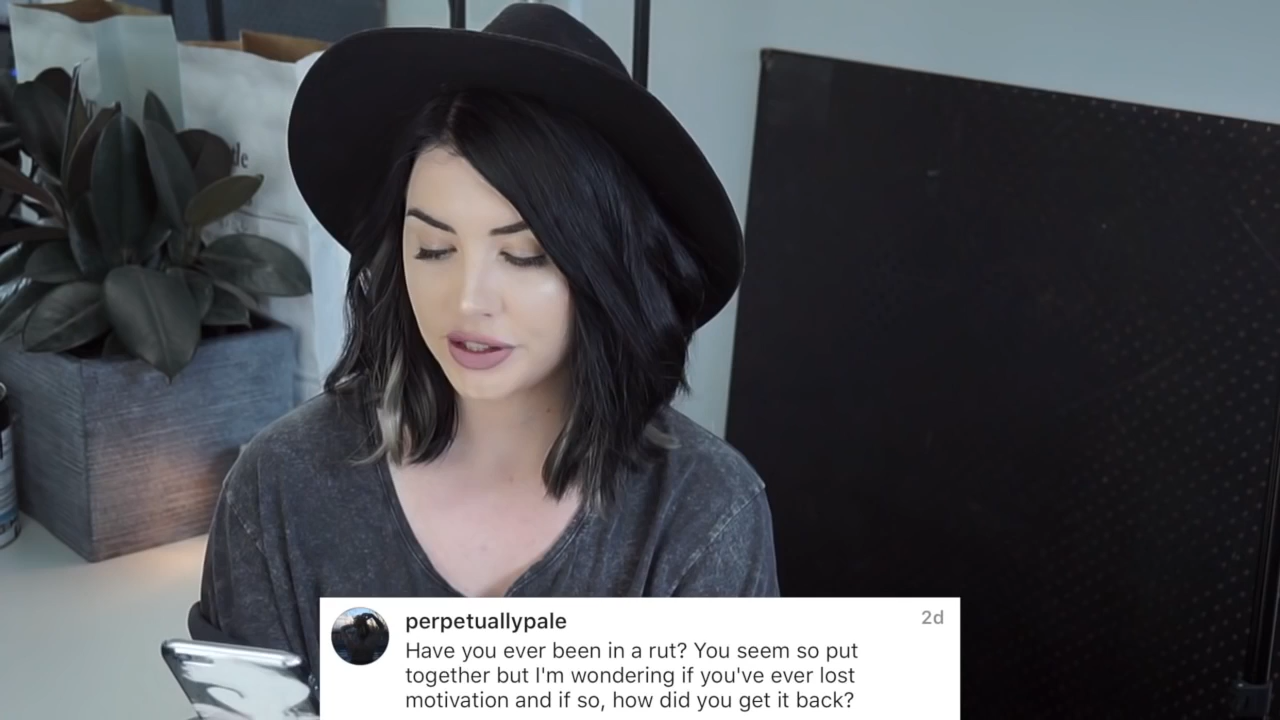 perpetuallypale
2d
Have you ever been in a rut? You seem so put
together but I'm wondering if you've ever lost
motivation and if so, how did you get it back?